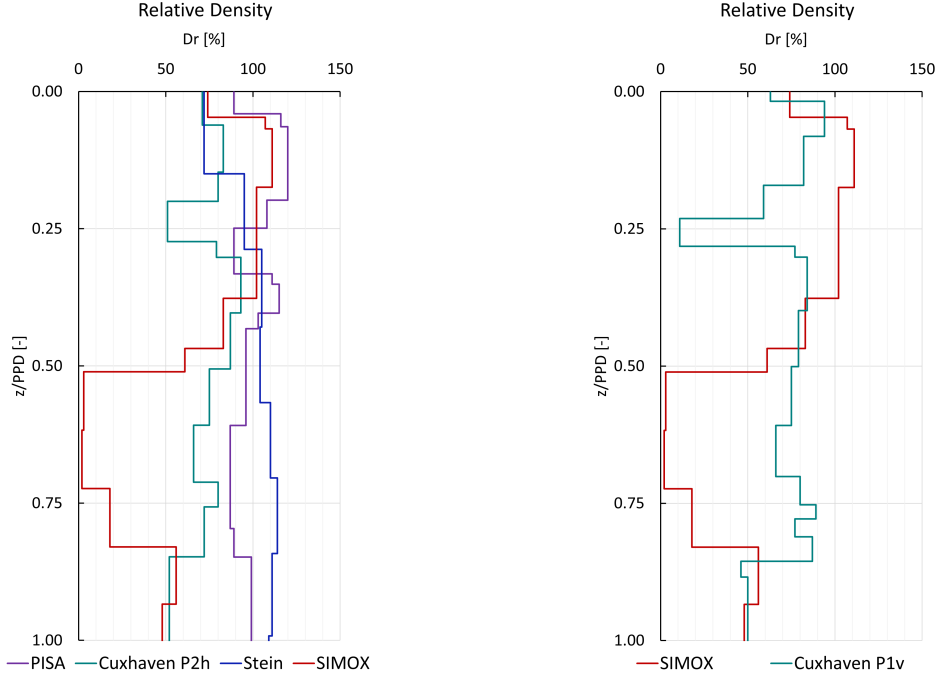 Relative Density
Dr [%]
0 50 100 150
0.00
0.25
0.50
0.75
1.00
z/PPD [-]
PISA Cuxhaven P2h Stein SIMOX
Relative Density
Dr [%]
0 50 100 150
0.00
0.25
0.50
0.75
1.00
z/PPD [-]
SIMOX Cuxhaven P1v